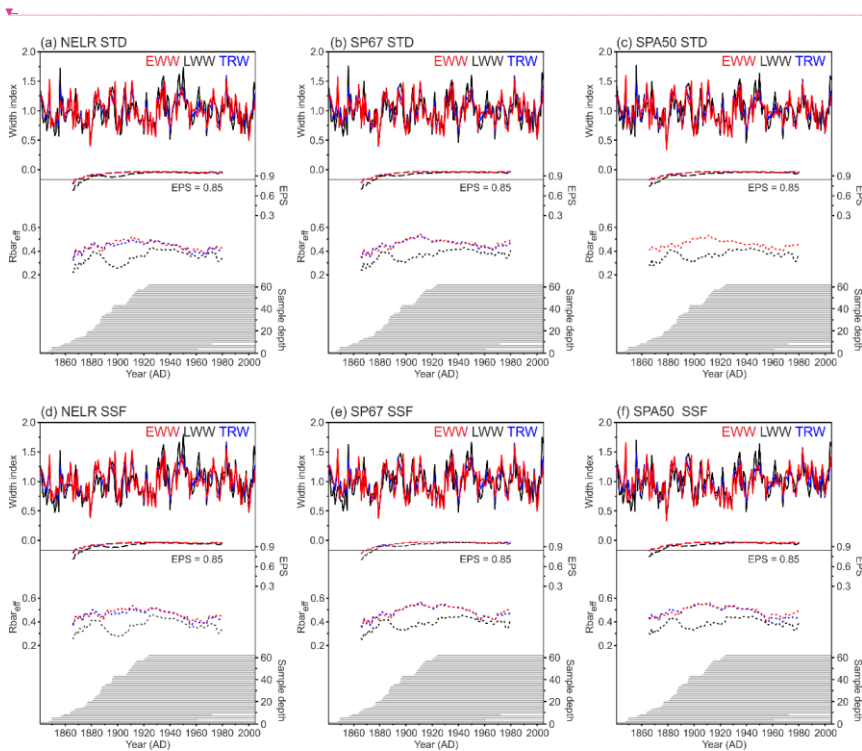 (a) NELR STD
(b) SP67 STD
(c) SPA50 STD
EWW LWW TRW
EWW LWW TRW
EWW LWW TRW
2.0
1.5
1.0
0.5
0.0
Width index
2.0
1.5
1.0
0.5
0.0
Width index
2.0
1.5
1.0
0.5
0.0
Width index
EPS = 0.85
0.9
0.6
0.3
EPS
EPS = 0.85
0.9
0.6
0.3
EPS
EPS = 0.85
0.9
0.6
0.3
EPS
0.6
0.4
0.2
Rbareff
0.6
0.4
0.2
Rbareff
0.6
0.4
0.2
Rbareff
60
40
20
0
Sample depth
60
40
20
0
Sample depth
60
40
20
0
Sample depth
1860 1880 1900 1920 1940 1960 1980 2000
1860 1880 1900 1920 1940 1960 1980 2000
1860 1880 1900 1920 1940 1960 1980 2000
Year (AD)
Year (AD)
Year (AD)
(d) NELR SSF
(e) SP67 SSF
(f) SPA50 SSF
EWW LWW TRW
EWW LWW TRW
EWW LWW TRW
2.0
1.5
1.0
0.5
0.0
Width index
2.0
1.5
1.0
0.5
0.0
Width index
2.0
1.5
1.0
0.5
0.0
Width index
EPS = 0.85
0.9
0.6
0.3
EPS
EPS = 0.85
0.9
0.6
0.3
EPS
EPS = 0.85
0.9
0.6
0.3
EPS
0.6
0.4
0.2
Rbareff
0.6
0.4
0.2
Rbareff
0.6
0.4
0.2
Rbareff
60
40
20
0
Sample depth
60
40
20
0
Sample depth
60
40
20
0
Sample depth
1860 1880 1900 1920 1940 1960 1980 2000
1860 1880 1900 1920 1940 1960 1980 2000
1860 1880 1900 1920 1940 1960 1980 2000
Year (AD)
Year (AD)
Year (AD)